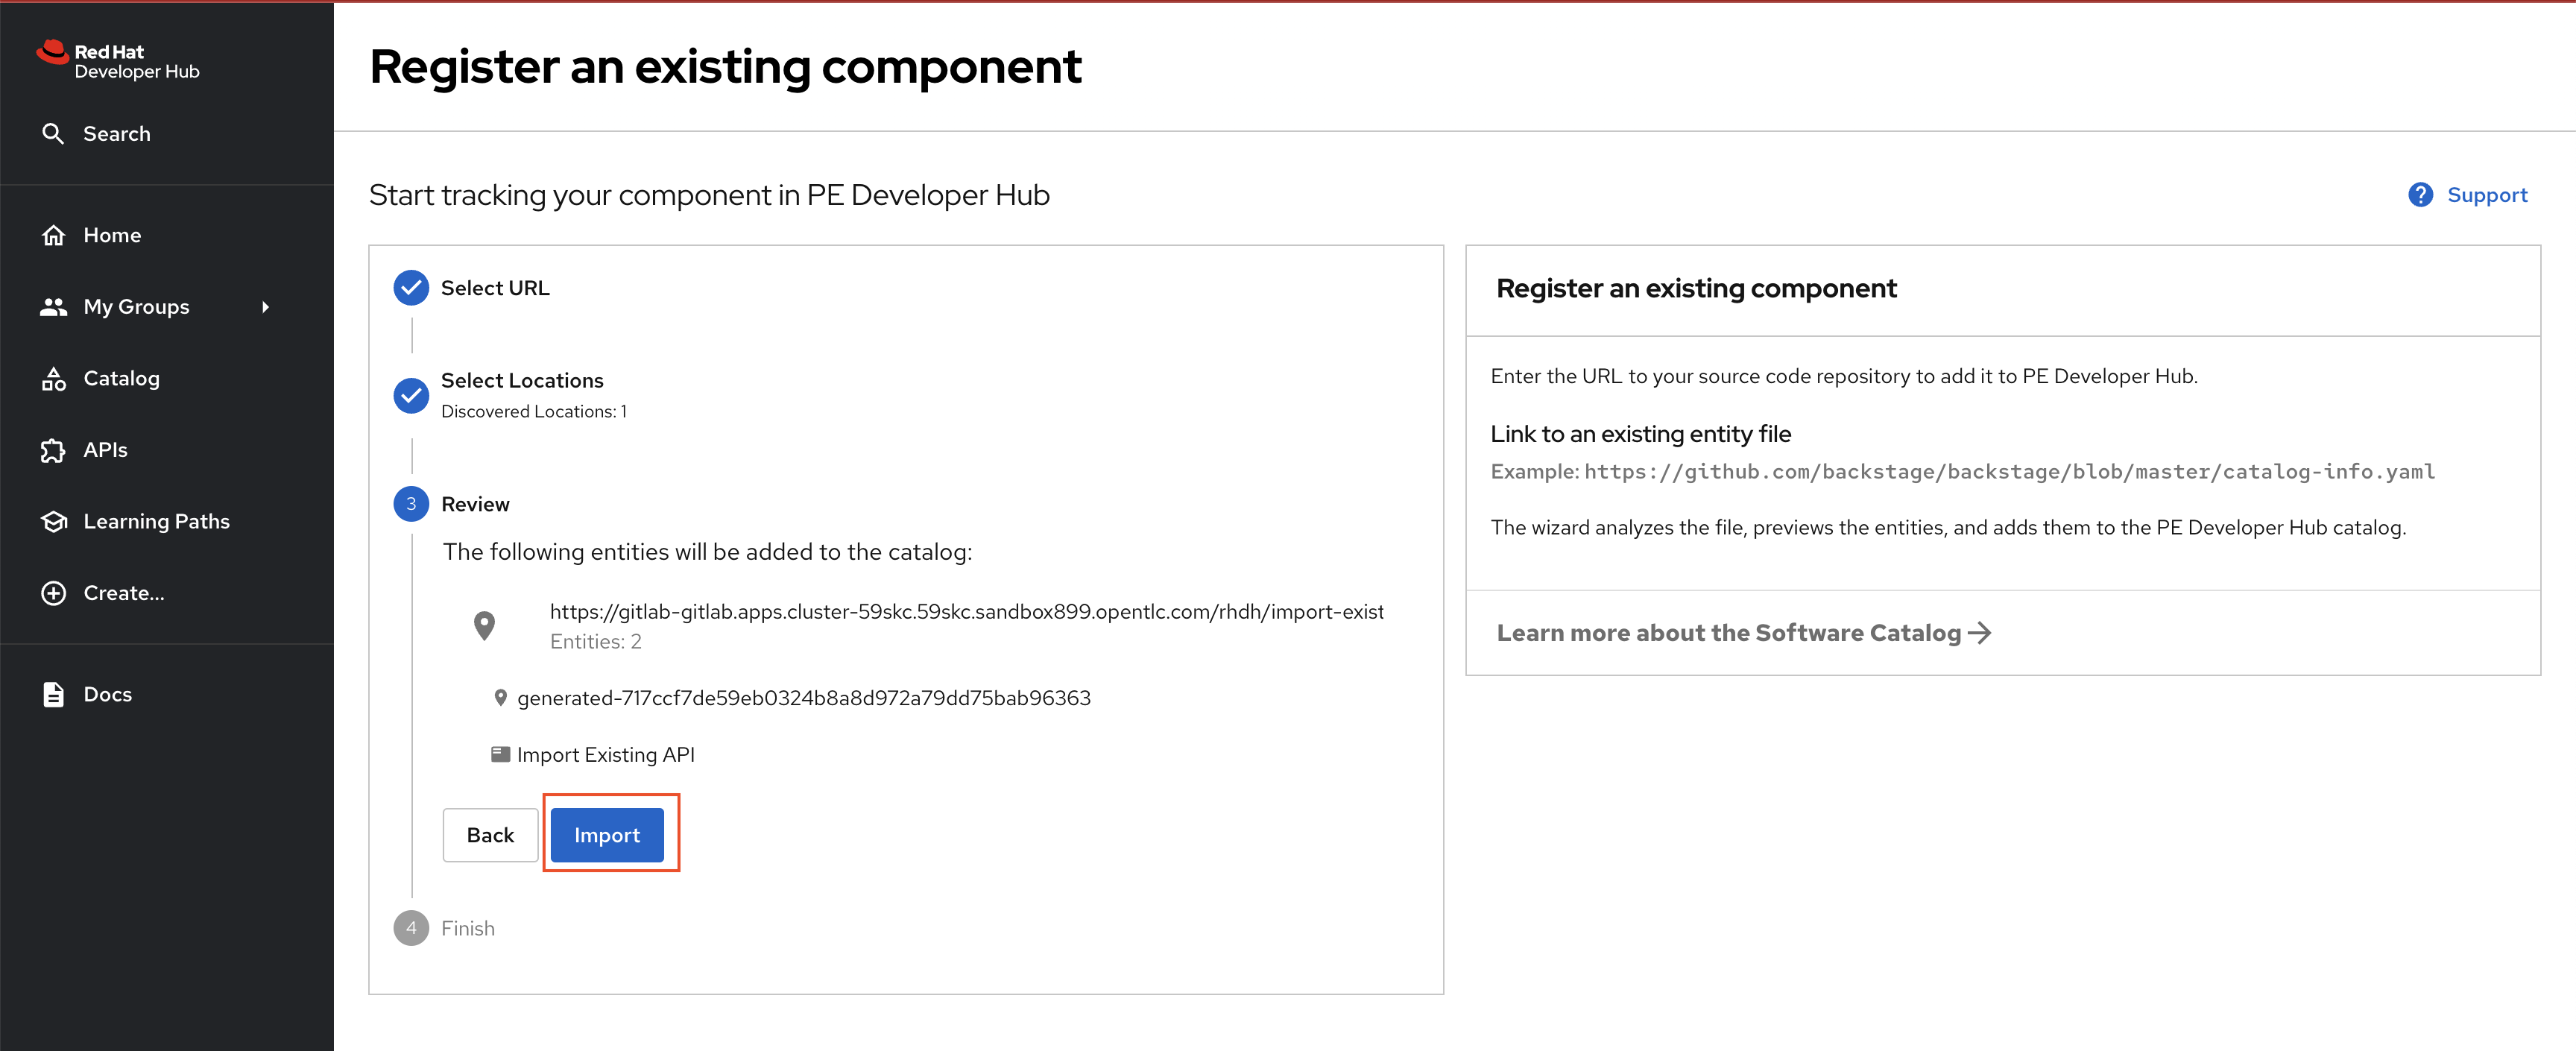 Red Hat
Developer Hub
Search
Home
My Groups
Catalog
APIs
Learning Paths
Create...
Docs
Register an existing component
Start tracking your component in PE Developer Hub
Support
Select URL
Select Locations
Discovered Locations: 1
3 Review
The following entities will be added to the catalog:
https://gitlab-gitlab.apps.cluster-59skc.59skc.sandbox899.opentlc.com/rhdh/import-exist
Entities: 2
generated-717ccf7de59eb0324b8a8d972a79dd75bab96363
Import Existing API
Back Import
4 Finish
Register an existing component
Enter the URL to your source code repository to add it to PE Developer Hub.
Link to an existing entity file
Example: https://github.com/backstage/backstage/blob/master/catalog-info.yaml
The wizard analyzes the file, previews the entities, and adds them to the PE Developer Hub catalog.
Learn more about the Software Catalog